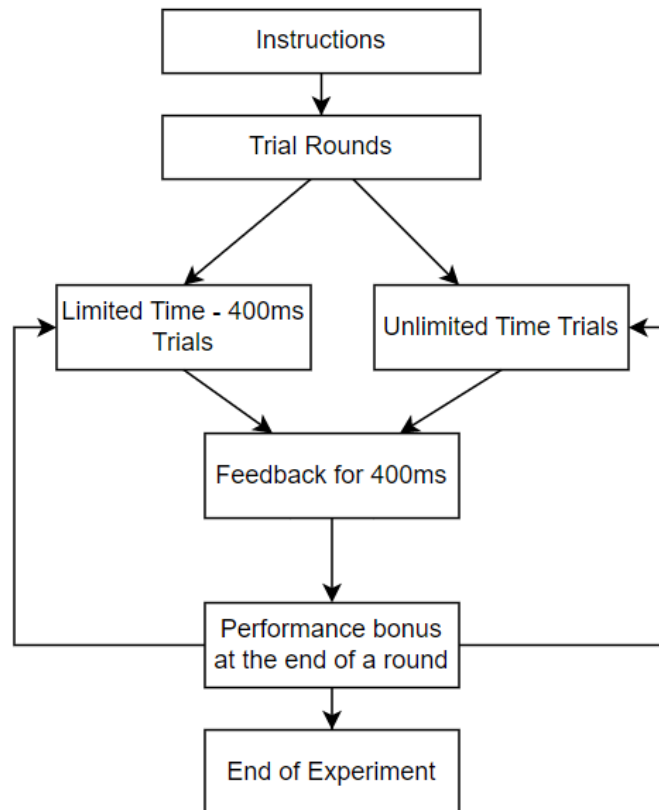 Instructions
Trial Rounds
Limited Time - 400ms
Trials
Unlimited Time Trials
Feedback for 400ms
Performance bonus
at the end of a round
End of Experiment